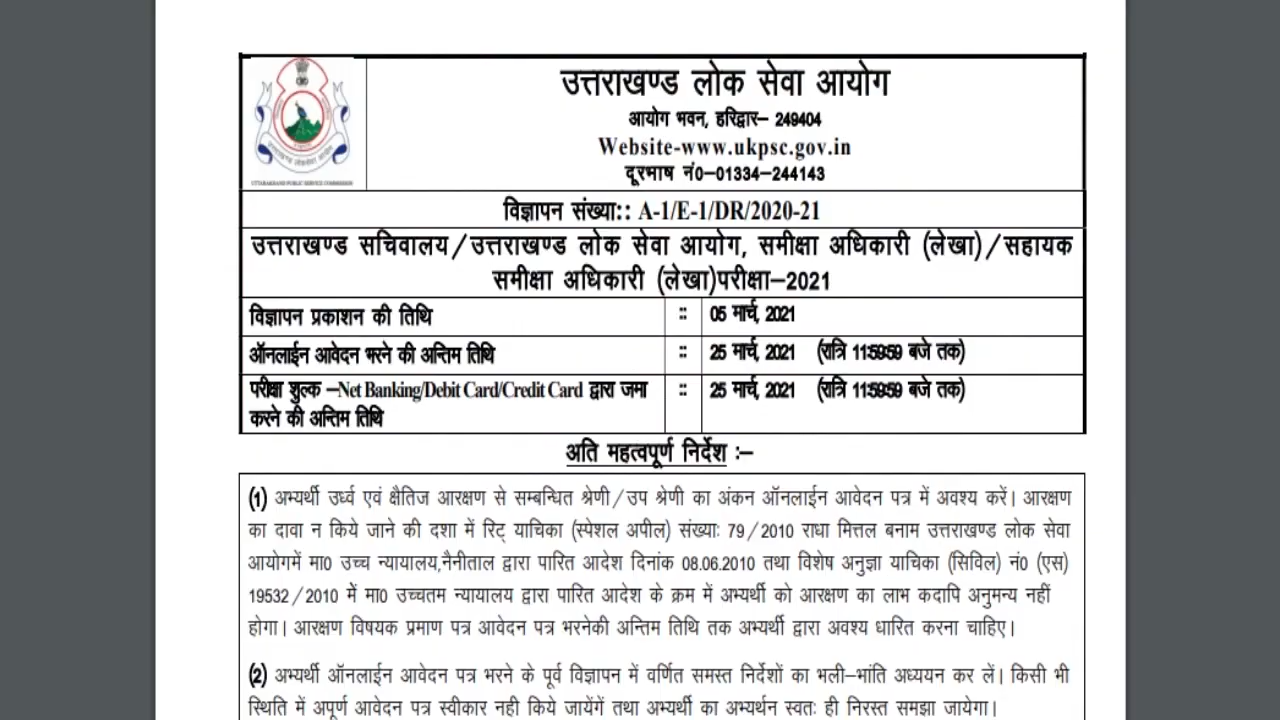 उत्तराखण्ड लोक सेवा आयोग
आयोग भवन, हरिद्वार– 249404
Website-www.ukpsc.gov.in
दूरभाष नं0–01334–244143
UTTARAKHAND PUBLIC SERVICE COMMISSION
विज्ञापन संख्या:: A-1/E-1/DR/2020-21
उत्तराखण्ड सचिवालय/उत्तराखण्ड लोक सेवा आयोग, समीक्षा अधिकारी (लेखा)/सहायक
समीक्षा अधिकारी (लेखा)परीक्षा–2021
विज्ञापन प्रकाशन की तिथि :: 05 मार्च, 2021
ऑनलाईन आवेदन भरने की अन्तिम तिथि :: 25 मार्च, 2021 (रात्रि 11:59:59 बजे तक)
परीक्षा शुल्क –Net Banking/Debit Card/Credit Card द्वारा जमा :: 25 मार्च, 2021 (रात्रि 11:59:59 बजे तक)
करने की अन्तिम तिथि
अति महत्वपूर्ण निर्देश :–
(1) अभ्यर्थी उर्ध्व एवं क्षैतिज आरक्षण से सम्बन्धित श्रेणी/उप श्रेणी का अंकन ऑनलाईन आवेदन पत्र में अवश्य करें। आरक्षण
का दावा न किये जाने की दशा में रिट् याचिका (स्पेशल अपील) संख्याः 79/2010 राधा मित्तल बनाम उत्तराखण्ड लोक सेवा
आयोगमें मा0 उच्च न्यायालय,नैनीताल द्वारा पारित आदेश दिनांक 08.06.2010 तथा विशेष अनुज्ञा याचिका (सिविल) नं0 (एस)
19532/2010 में मा0 उच्चतम न्यायालय द्वारा पारित आदेश के क्रम में अभ्यर्थी को आरक्षण का लाभ कदापि अनुमन्य नहीं
होगा। आरक्षण विषयक प्रमाण पत्र आवेदन पत्र भरनेकी अन्तिम तिथि तक अभ्यर्थी द्वारा अवश्य धारित करना चाहिए।
(2) अभ्यर्थी ऑनलाईन आवेदन पत्र भरने के पूर्व विज्ञापन में वर्णित समस्त निर्देशों का भली–भांति अध्ययन कर लें। किसी भी
स्थिति में अपूर्ण आवेदन पत्र स्वीकार नही किये जायेंगें तथा अभ्यर्थी का अभ्यर्थन स्वतः ही निरस्त समझा जायेगा।